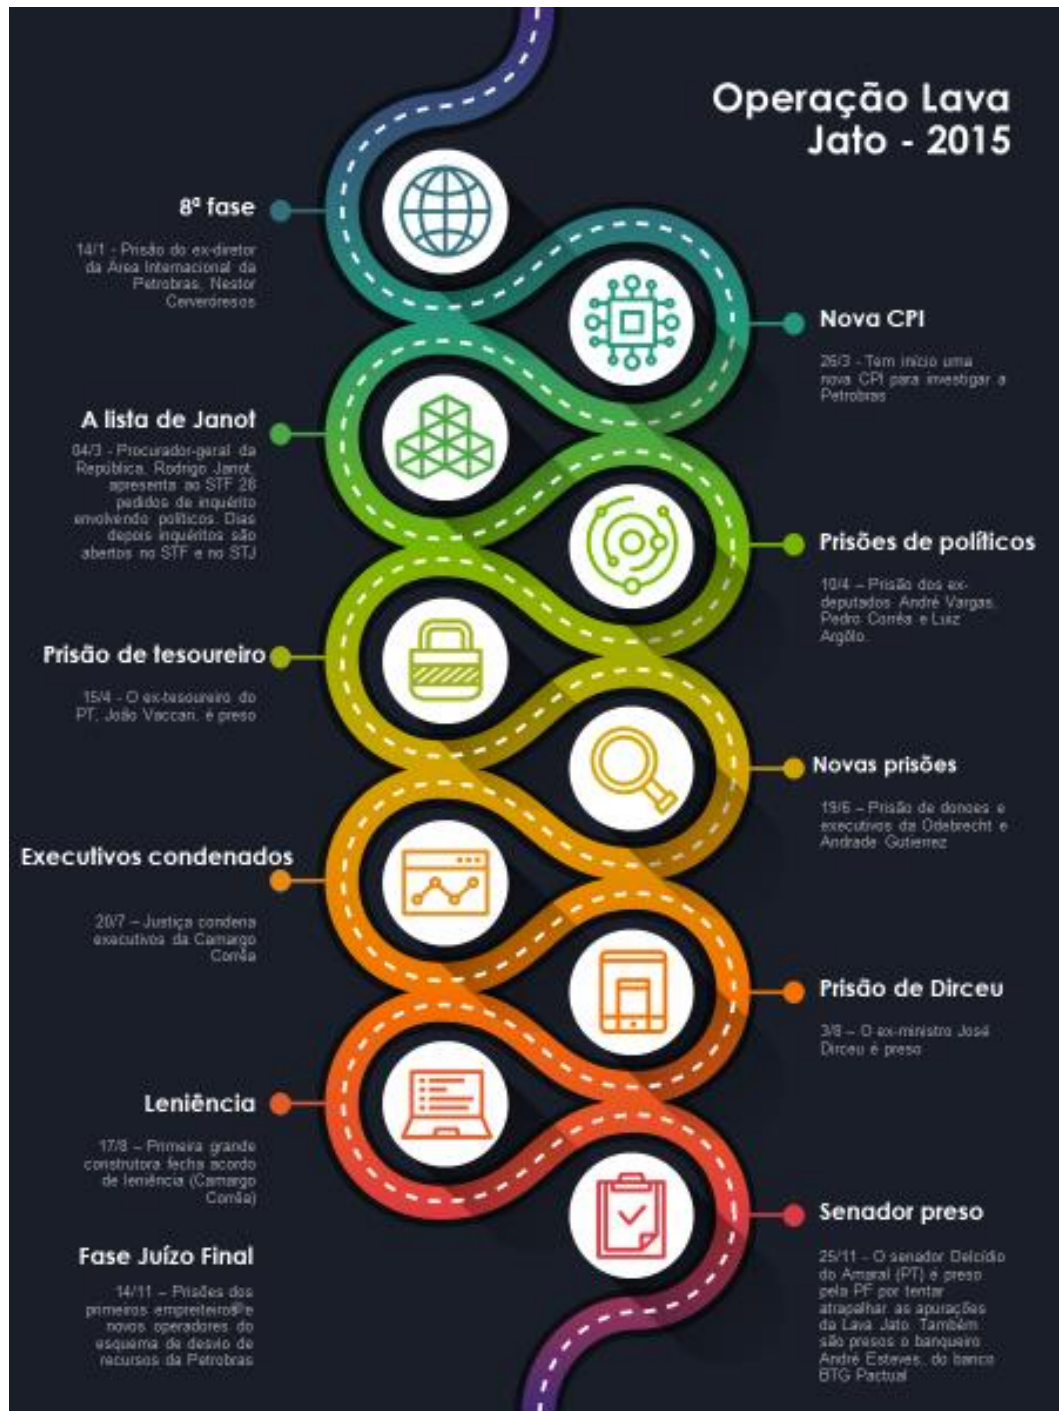 Operação Lava
Jato - 2015
8ª fase
14/1 - Prisão do ex-diretor
da Área Internacional da
Petrobras, Nestor
Cerveróresos
Nova CPI
26/3 - Tem início uma
nova CPI para investigar a
Petrobras
A lista de Janot
04/3 - Procurador-geral da
República, Rodrigo Janot,
apresenta ao STF 28
pedidos de inquérito
envolvendo políticos. Dias
depois inquéritos são
abertos no STF e no STJ
Prisões de políticos
10/4 – Prisão dos ex-
deputados André Vargas,
Pedro Corrêa e Luiz
Argôlo.
Prisão de tesoureiro
15/4 - O ex-tesoureiro do
PT, João Vaccari, é preso
Novas prisões
19/6 – Prisão de donoes e
executivos da Odebrecht e
Andrade Gutierrez
Executivos condenados
20/7 – Justiça condena
executivos da Camargo
Corrêa
Prisão de Dirceu
3/8 – O ex-ministro José
Dirceu é preso
Leniência
17/8 – Primeira grande
construtora fecha acordo
de leniência (Camargo
Corrêa)
Senador preso
25/11 - O senador Delcídio
do Amaral (PT) é preso
pela PF por tentar
atrapalhar as apurações
da Lava Jato. Também
são presos o banqueiro
André Esteves, do banco
BTG Pactual
Fase Juízo Final
14/11 – Prisões dos
primeiros empreiteiros e
novos operadores do
esquema de desvio de
recursos da Petrobras